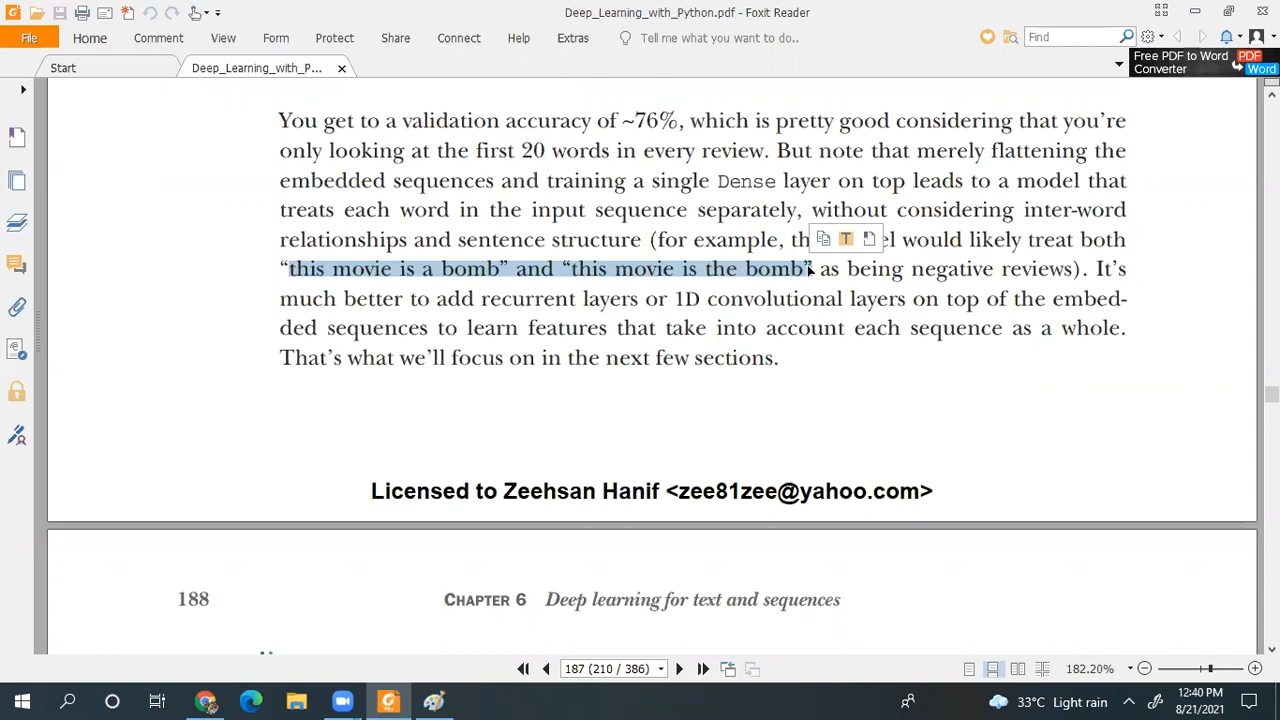 Deep_Learning_with_Python.pdf - Foxit Reader
File Home Comment View Form Protect Share Connect Help Extras Tell me what you want to do.. Find
Start Deep_Learning_with_P...
Free PDF to Word Converter PDF Word
You get to a validation accuracy of ~76%, which is pretty good considering that you’re
only looking at the first 20 words in every review. But note that merely flattening the
embedded sequences and training a single Dense layer on top leads to a model that
treats each word in the input sequence separately, without considering inter-word
relationships and sentence structure (for example, th el would likely treat both
“this movie is a bomb” and “this movie is the bomb” as being negative reviews). It’s
much better to add recurrent layers or 1D convolutional layers on top of the embed-
ded sequences to learn features that take into account each sequence as a whole.
That’s what we’ll focus on in the next few sections.
Licensed to Zeehsan Hanif <zee81zee@yahoo.com>
188 CHAPTER 6 Deep learning for text and sequences
187 (210 / 386) 182.20%
33°C Light rain 12:40 PM
8/21/2021